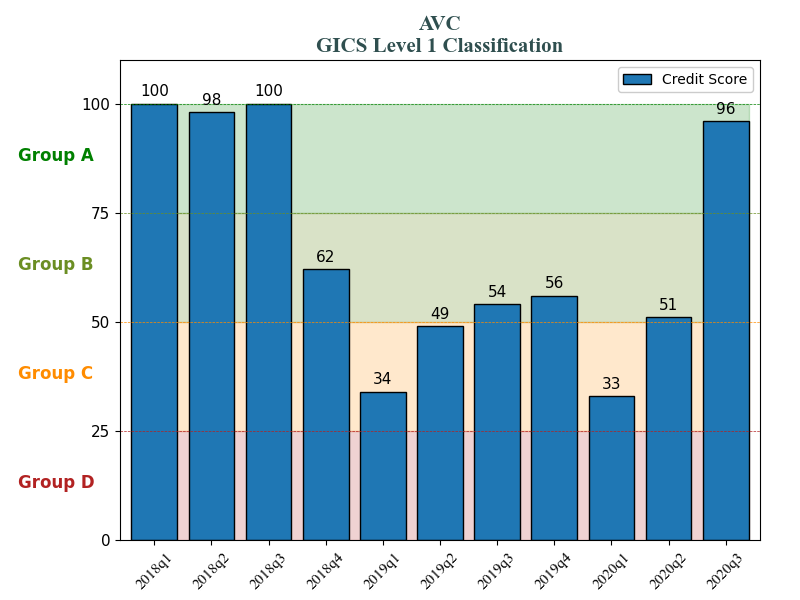 AVC
GICS Level 1 Classification
Credit Score
100
98
100
62
34
49
54
56
33
51
96
100
75
50
25
0
Group A
Group B
Group C
Group D
2018q1
2018q2
2018q3
2018q4
2019q1
2019q2
2019q3
2019q4
2020q1
2020q2
2020q3